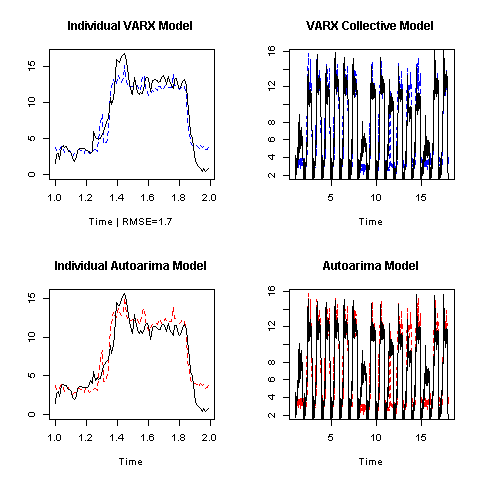 Individual VARX Model
VARX Collective Model
15
10
5
0
1.0 1.2 1.4 1.6 1.8 2.0
Time | RMSE=1.7
16
12
8
6
4
2
5 10 15
Time
Individual Autoarima Model
Autoarima Model
15
10
5
0
1.0 1.2 1.4 1.6 1.8 2.0
Time
16
12
8
6
4
2
5 10 15
Time